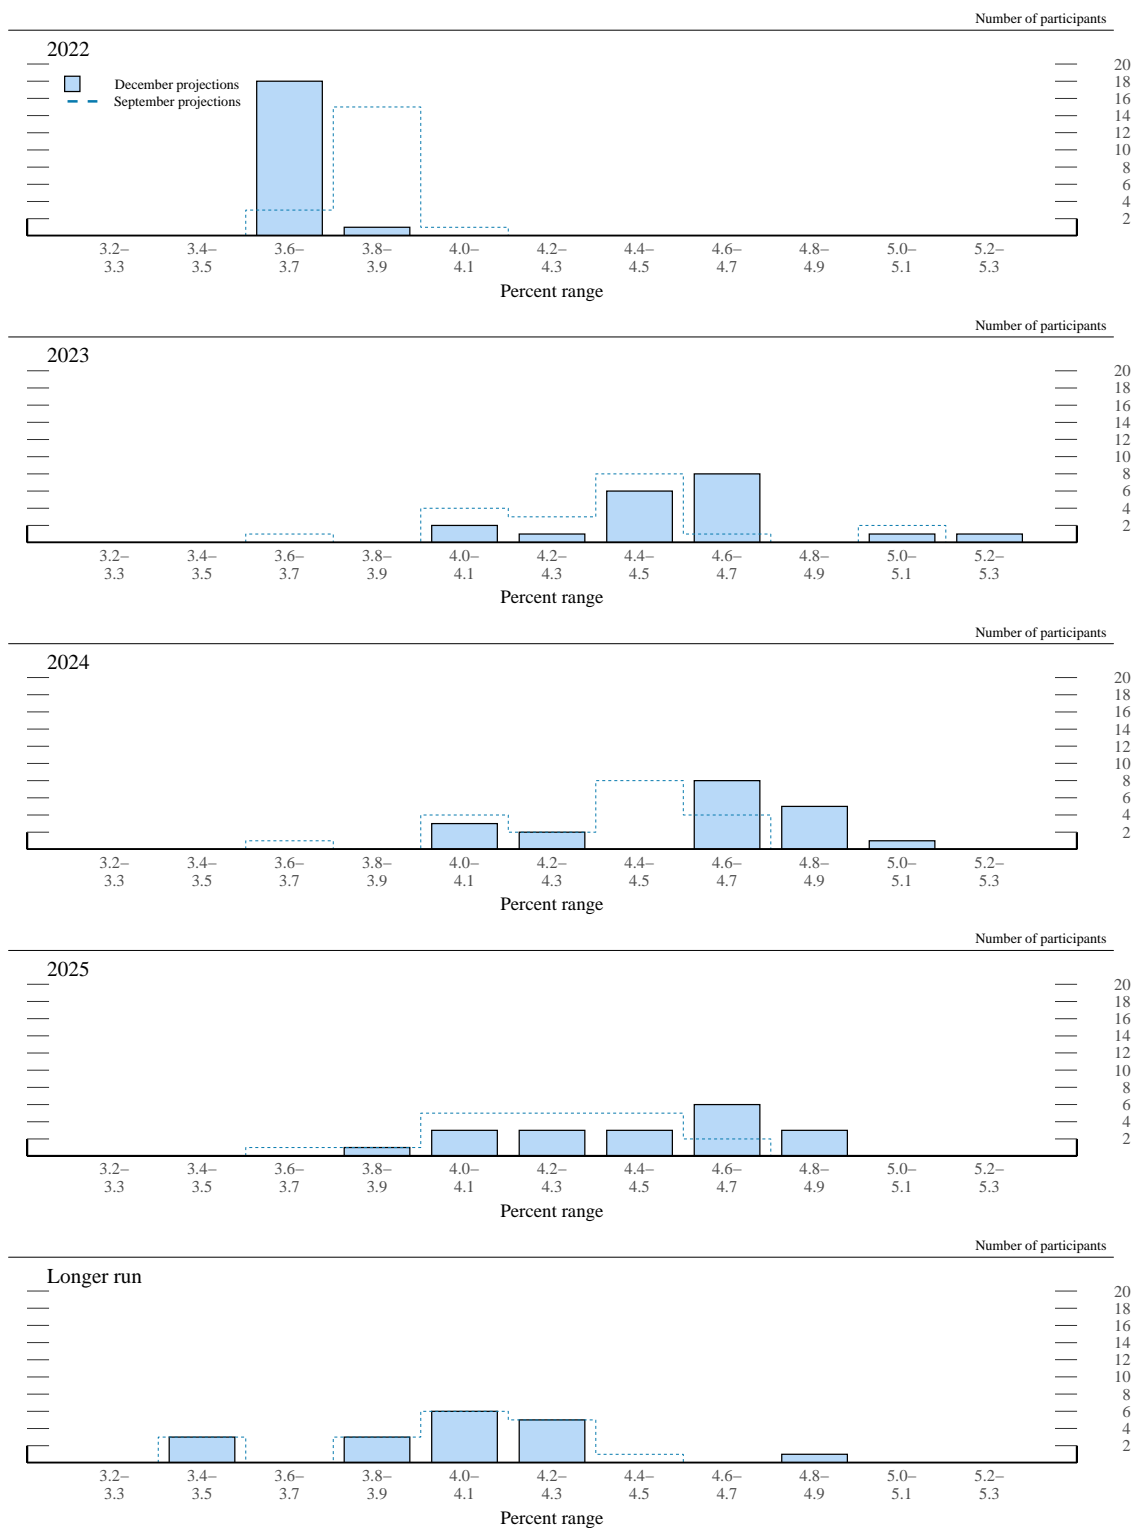 Number of participants
2022
December projections
September projections
20
18
16
14
12
10
8
6
4
2
3.2– 3.4– 3.6– 3.8– 4.0– 4.2– 4.4– 4.6– 4.8– 5.0– 5.2–
3.3 3.5 3.7 3.9 4.1 4.3 4.5 4.7 4.9 5.1 5.3
Percent range
Number of participants
2023
20
18
16
14
12
10
8
6
4
2
3.2– 3.4– 3.6– 3.8– 4.0– 4.2– 4.4– 4.6– 4.8– 5.0– 5.2–
3.3 3.5 3.7 3.9 4.1 4.3 4.5 4.7 4.9 5.1 5.3
Percent range
Number of participants
2024
20
18
16
14
12
10
8
6
4
2
3.2– 3.4– 3.6– 3.8– 4.0– 4.2– 4.4– 4.6– 4.8– 5.0– 5.2–
3.3 3.5 3.7 3.9 4.1 4.3 4.5 4.7 4.9 5.1 5.3
Percent range
Number of participants
2025
20
18
16
14
12
10
8
6
4
2
3.2– 3.4– 3.6– 3.8– 4.0– 4.2– 4.4– 4.6– 4.8– 5.0– 5.2–
3.3 3.5 3.7 3.9 4.1 4.3 4.5 4.7 4.9 5.1 5.3
Percent range
Number of participants
Longer run
20
18
16
14
12
10
8
6
4
2
3.2– 3.4– 3.6– 3.8– 4.0– 4.2– 4.4– 4.6– 4.8– 5.0– 5.2–
3.3 3.5 3.7 3.9 4.1 4.3 4.5 4.7 4.9 5.1 5.3
Percent range